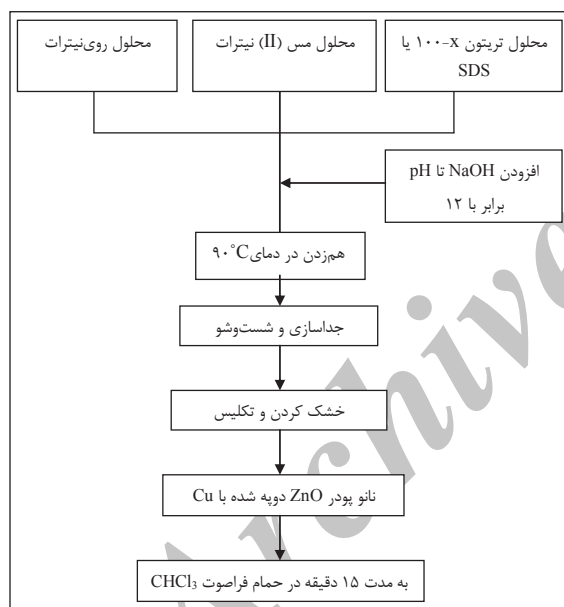 محلول تریتون x-۱۰۰ یا
SDS
محلول مس (II) نیترات
محلول روی‌نیترات
افزودن NaOH تا pH
برابر با ۱۲
هم‌زدن در دمای ۹۰˚C
جداسازی و شست‌وشو
خشک کردن و تکلیس
نانو پودر ZnO دوپه شده با Cu
به مدت ۱۵ دقیقه در حمام فراصوت CHCl₃
Archive